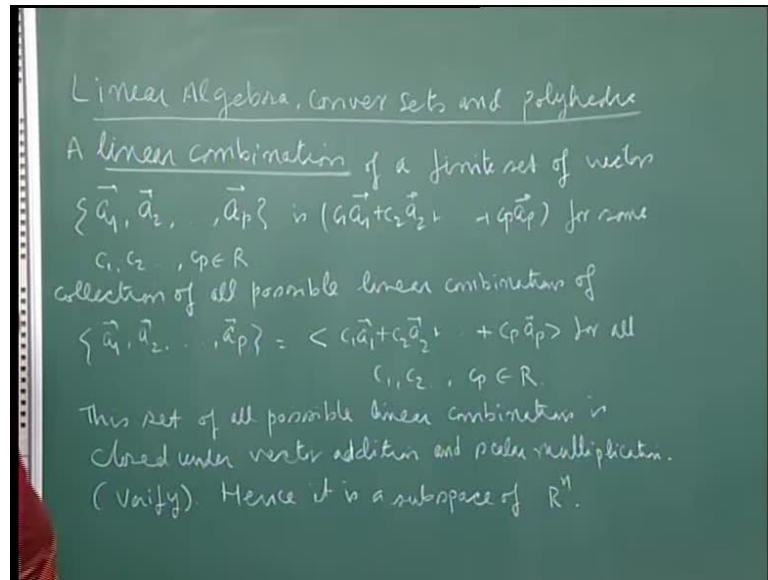 Linear Algebra, Convex sets and polyhedra
A linear combination of a finite set of vectors
{a⃗₁, a⃗₂, .., a⃗p} is (c₁a⃗₁+c₂a⃗₂+ +cpa⃗p) for some
c₁, c₂ .., cp ∈ R
collection of all possible linear combinations of
{a⃗₁, a⃗₂, ..., a⃗p} = < c₁a⃗₁+c₂a⃗₂+ .. +cpa⃗p> for all
c₁, c₂ , cp ∈ R.
This set of all possible linear combinations is
closed under vector addition and scalar multiplication.
(Verify). Hence it is a subspace of Rⁿ.